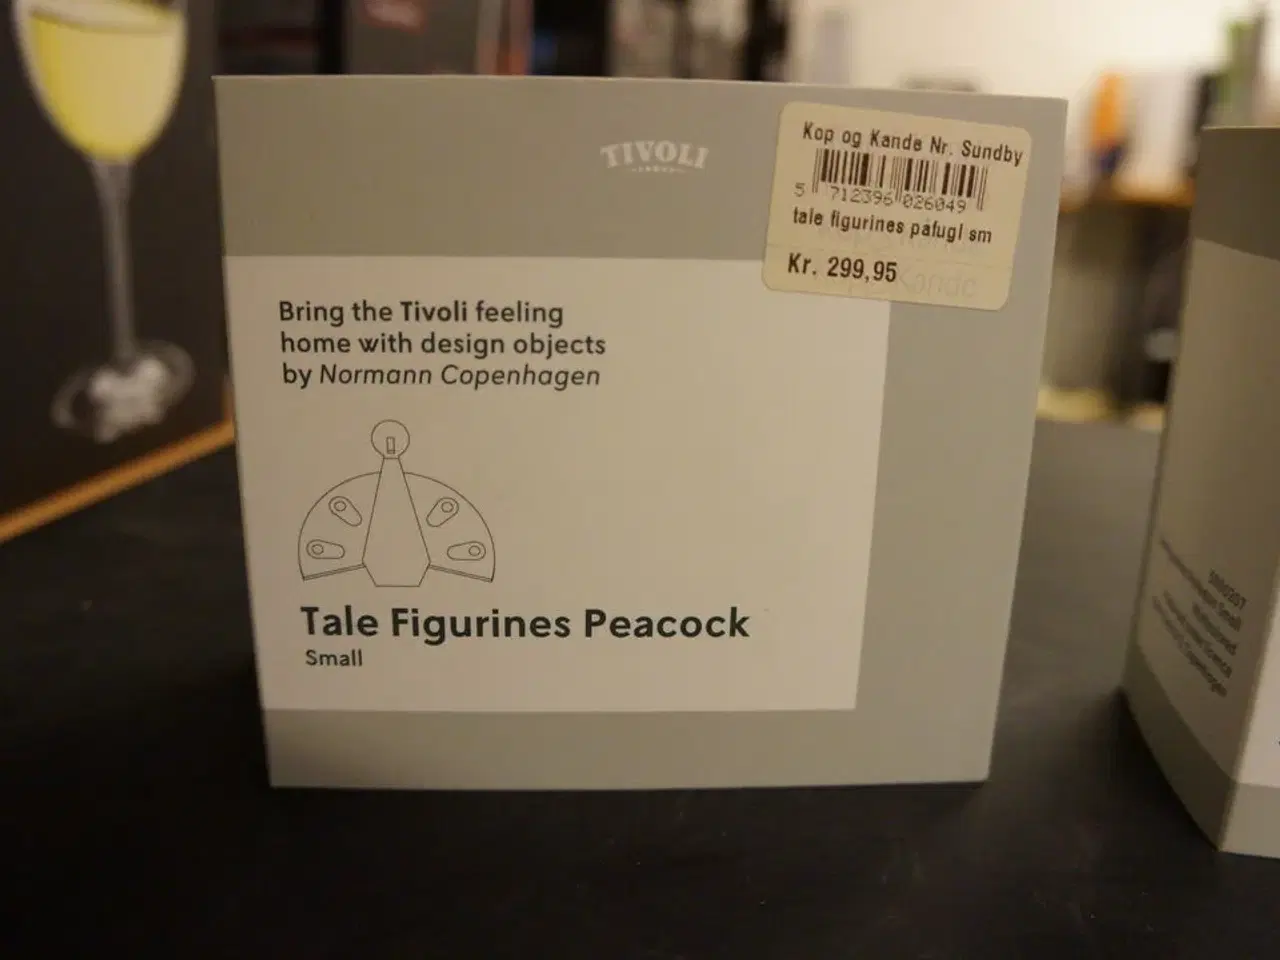 TIVOLI
Kop og Kande Nr. Sundby
5 712396 026049
tale figurines påfugl sm
Kr. 299,95
Bring the Tivoli feeling
home with design objects
by Normann Copenhagen
Tale Figurines Peacock
Small